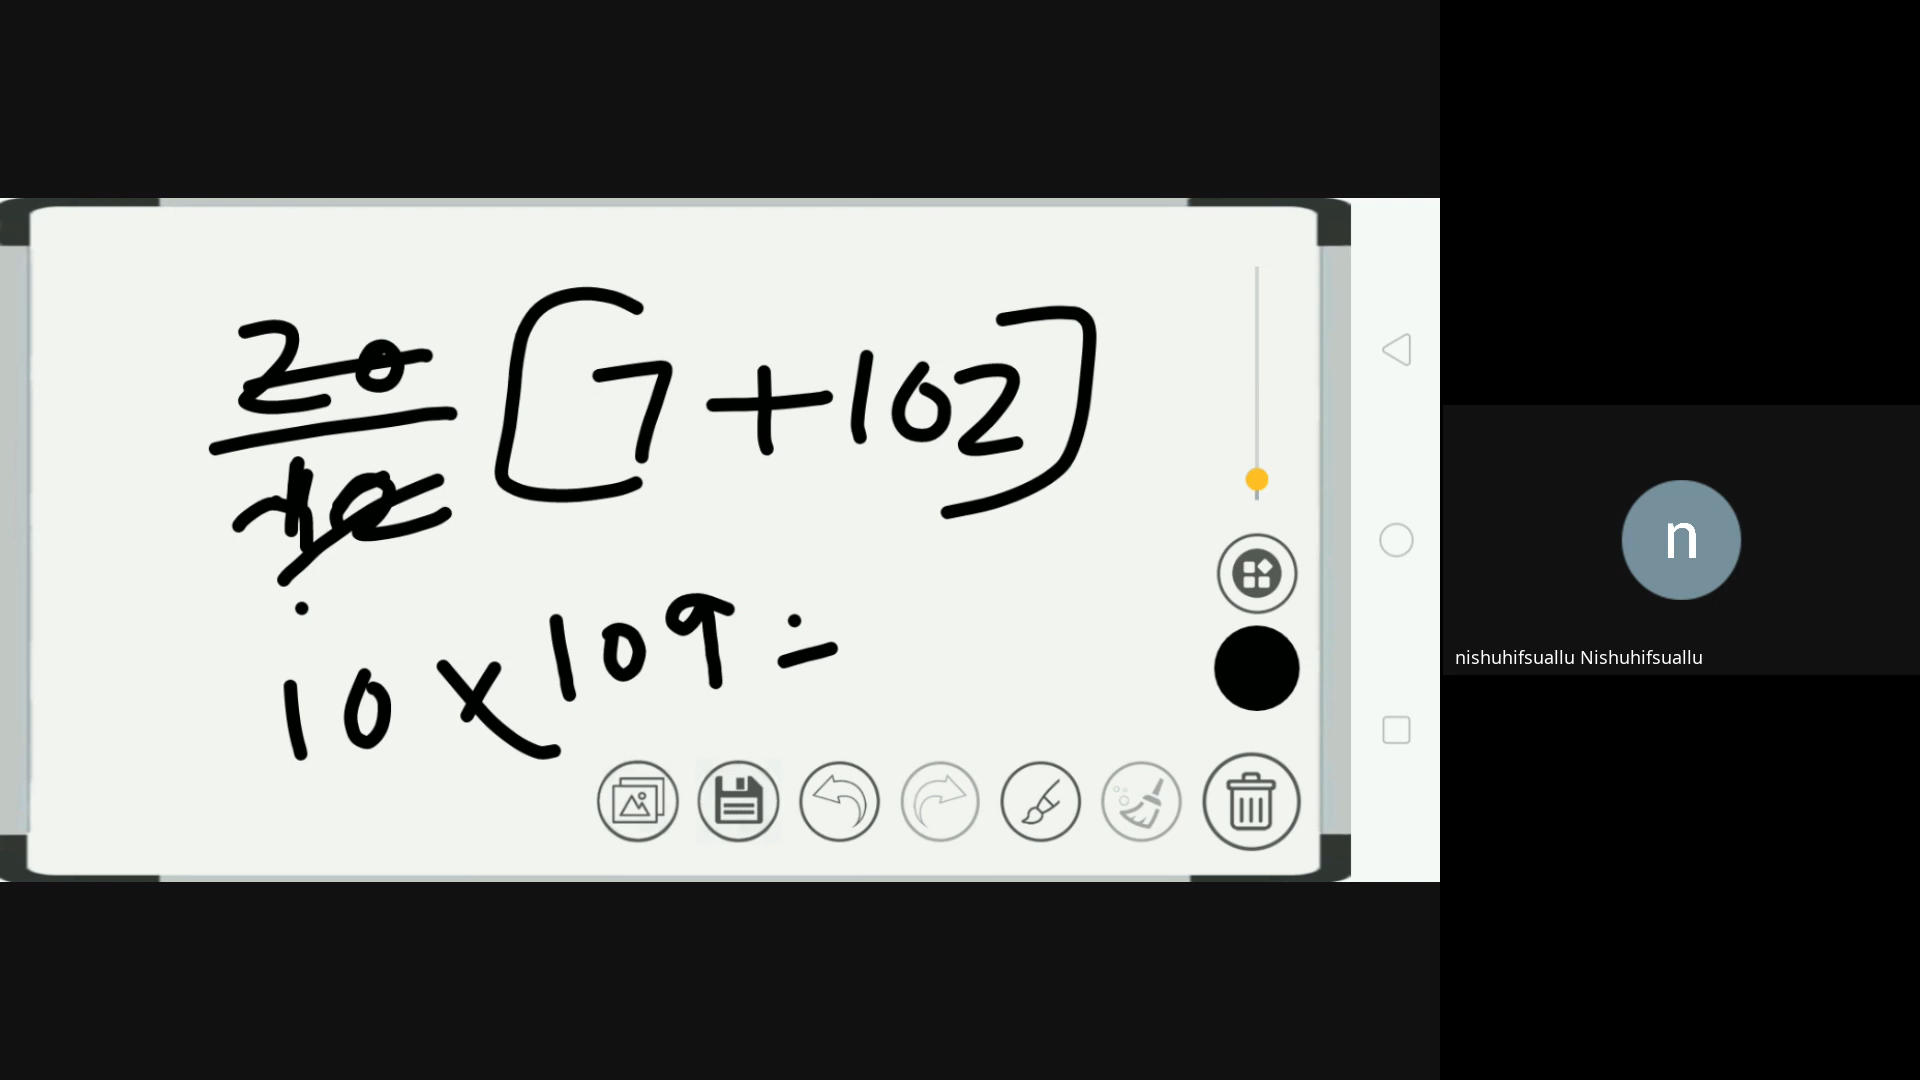 20 [7+102]
10×109=
n
nishuhifsuallu Nishuhifsuallu